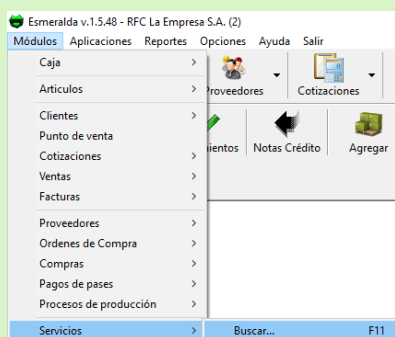 Esmeralda v.1.5.48 - RFC La Empresa S.A. (2)
Módulos Aplicaciones Reportes Opciones Ayuda Salir
Caja
Articulos
Clientes
Punto de venta
Cotizaciones
Ventas
Facturas
Proveedores
Ordenes de Compra
Compras
Pagos de pases
Procesos de producción
Servicios
Buscar... F11
Cotizaciones
Notas Crédito Agregar